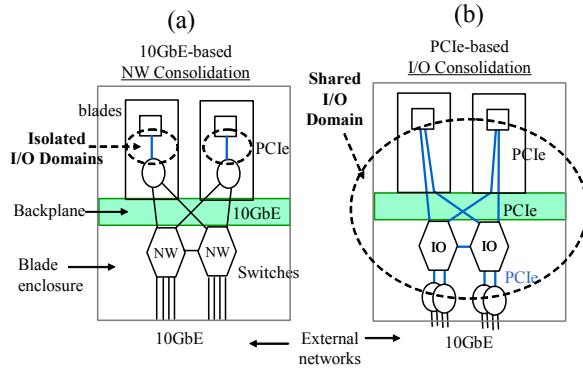 (a)
10GbE-based
NW Consolidation
blades
Isolated
I/O Domains
PCIe
Backplane
10GbE
NW
NW
Blade
enclosure
Switches
10GbE
External
networks
(b)
PCIe-based
I/O Consolidation
Shared
I/O
Domain
PCIe
PCIe
IO
IO
PCIe
10GbE